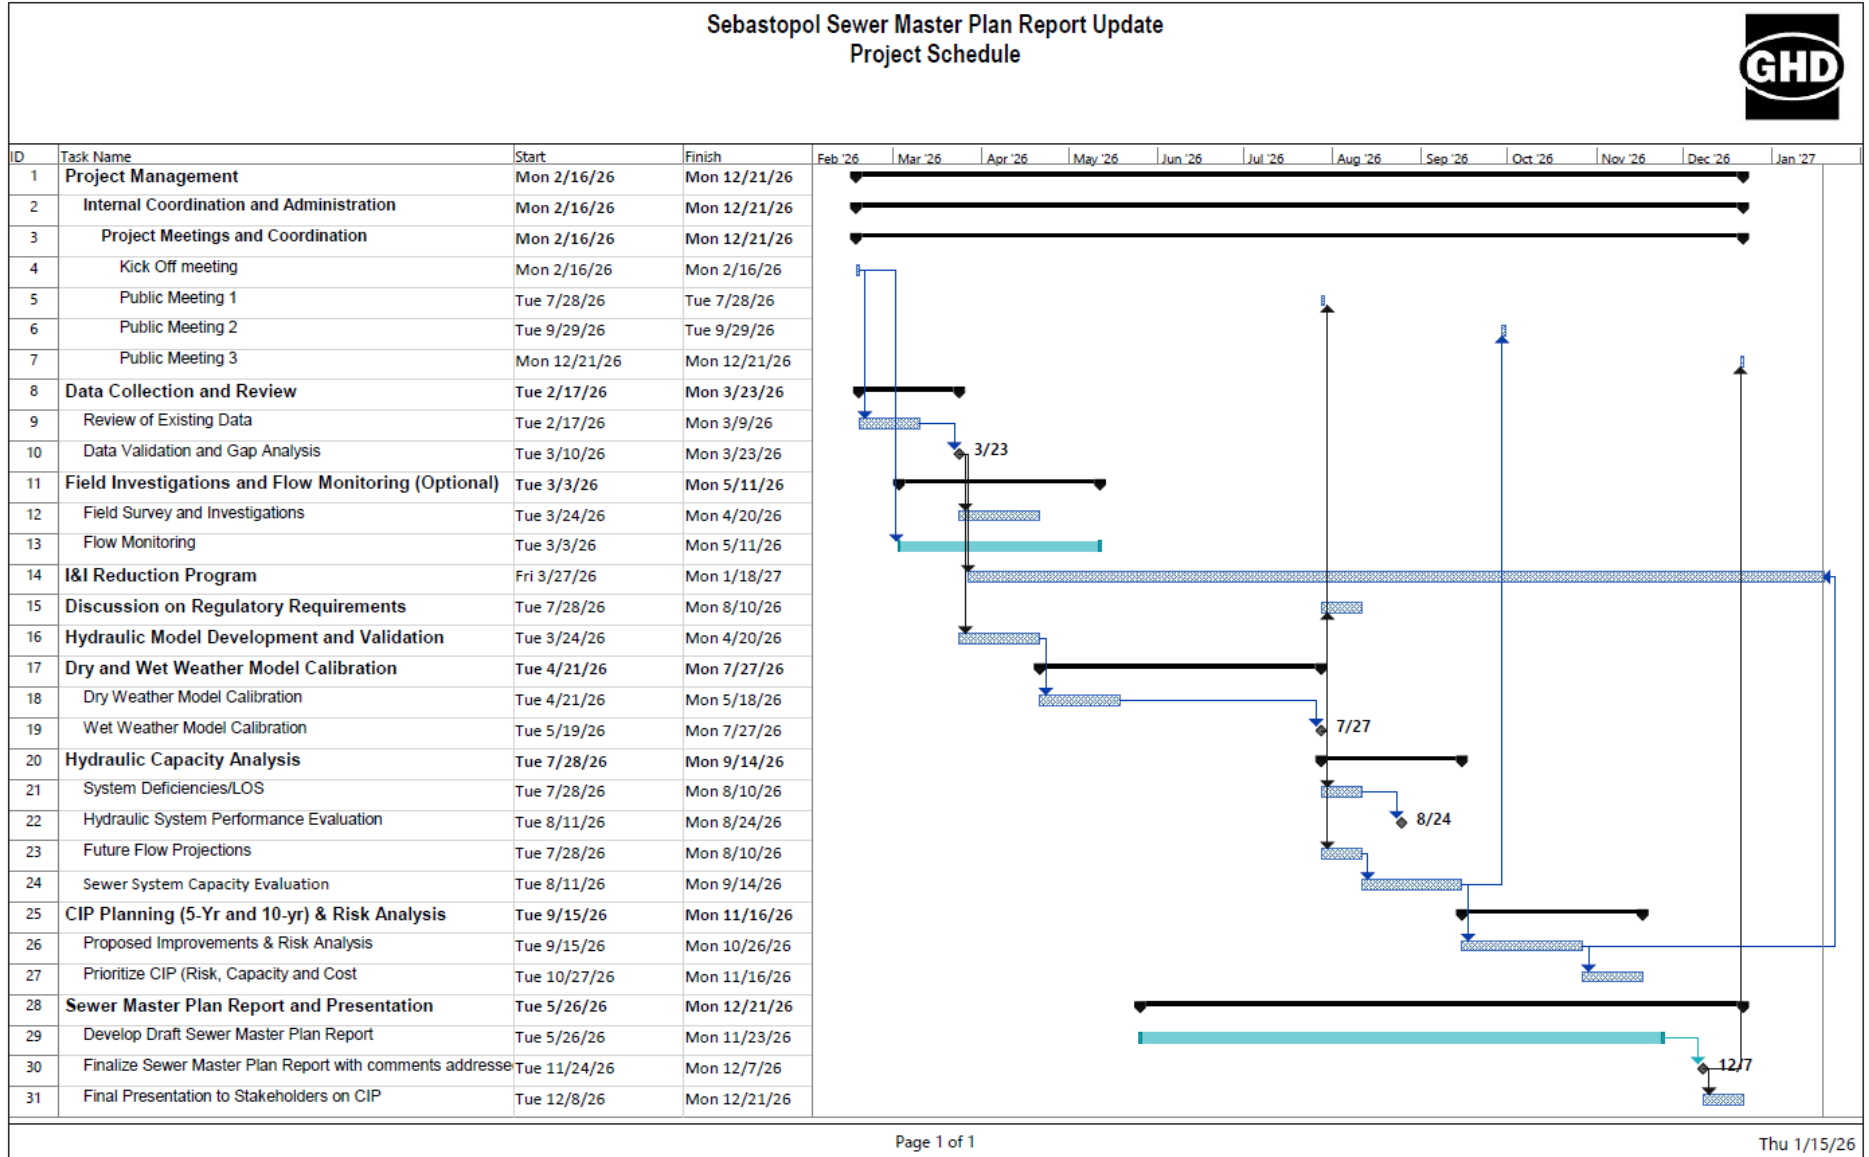 Sebastopol Sewer Master Plan Report Update
Project Schedule
GHD
ID Task Name Start Finish Feb '26 Mar '26 Apr '26 May '26 Jun '26 Jul '26 Aug '26 Sep '26 Oct '26 Nov '26 Dec '26 Jan '27
1 Project Management Mon 2/16/26 Mon 12/21/26
2 Internal Coordination and Administration Mon 2/16/26 Mon 12/21/26
3 Project Meetings and Coordination Mon 2/16/26 Mon 12/21/26
4 Kick Off meeting Mon 2/16/26 Mon 2/16/26
5 Public Meeting 1 Tue 7/28/26 Tue 7/28/26
6 Public Meeting 2 Tue 9/29/26 Tue 9/29/26
7 Public Meeting 3 Mon 12/21/26 Mon 12/21/26
8 Data Collection and Review Tue 2/17/26 Mon 3/23/26
9 Review of Existing Data Tue 2/17/26 Mon 3/9/26
10 Data Validation and Gap Analysis Tue 3/10/26 Mon 3/23/26 3/23
11 Field Investigations and Flow Monitoring (Optional) Tue 3/3/26 Mon 5/11/26
12 Field Survey and Investigations Tue 3/24/26 Mon 4/20/26
13 Flow Monitoring Tue 3/3/26 Mon 5/11/26
14 I&I Reduction Program Fri 3/27/26 Mon 1/18/27
15 Discussion on Regulatory Requirements Tue 7/28/26 Mon 8/10/26
16 Hydraulic Model Development and Validation Tue 3/24/26 Mon 4/20/26
17 Dry and Wet Weather Model Calibration Tue 4/21/26 Mon 7/27/26
18 Dry Weather Model Calibration Tue 4/21/26 Mon 5/18/26
19 Wet Weather Model Calibration Tue 5/19/26 Mon 7/27/26 7/27
20 Hydraulic Capacity Analysis Tue 7/28/26 Mon 9/14/26
21 System Deficiencies/LOS Tue 7/28/26 Mon 8/10/26
22 Hydraulic System Performance Evaluation Tue 8/11/26 Mon 8/24/26 8/24
23 Future Flow Projections Tue 7/28/26 Mon 8/10/26
24 Sewer System Capacity Evaluation Tue 8/11/26 Mon 9/14/26
25 CIP Planning (5-Yr and 10-yr) & Risk Analysis Tue 9/15/26 Mon 11/16/26
26 Proposed Improvements & Risk Analysis Tue 9/15/26 Mon 10/26/26
27 Prioritize CIP (Risk, Capacity and Cost Tue 10/27/26 Mon 11/16/26
28 Sewer Master Plan Report and Presentation Tue 5/26/26 Mon 12/21/26
29 Develop Draft Sewer Master Plan Report Tue 5/26/26 Mon 11/23/26
30 Finalize Sewer Master Plan Report with comments addresse Tue 11/24/26 Mon 12/7/26 12/7
31 Final Presentation to Stakeholders on CIP Tue 12/8/26 Mon 12/21/26
Page 1 of 1 Thu 1/15/26